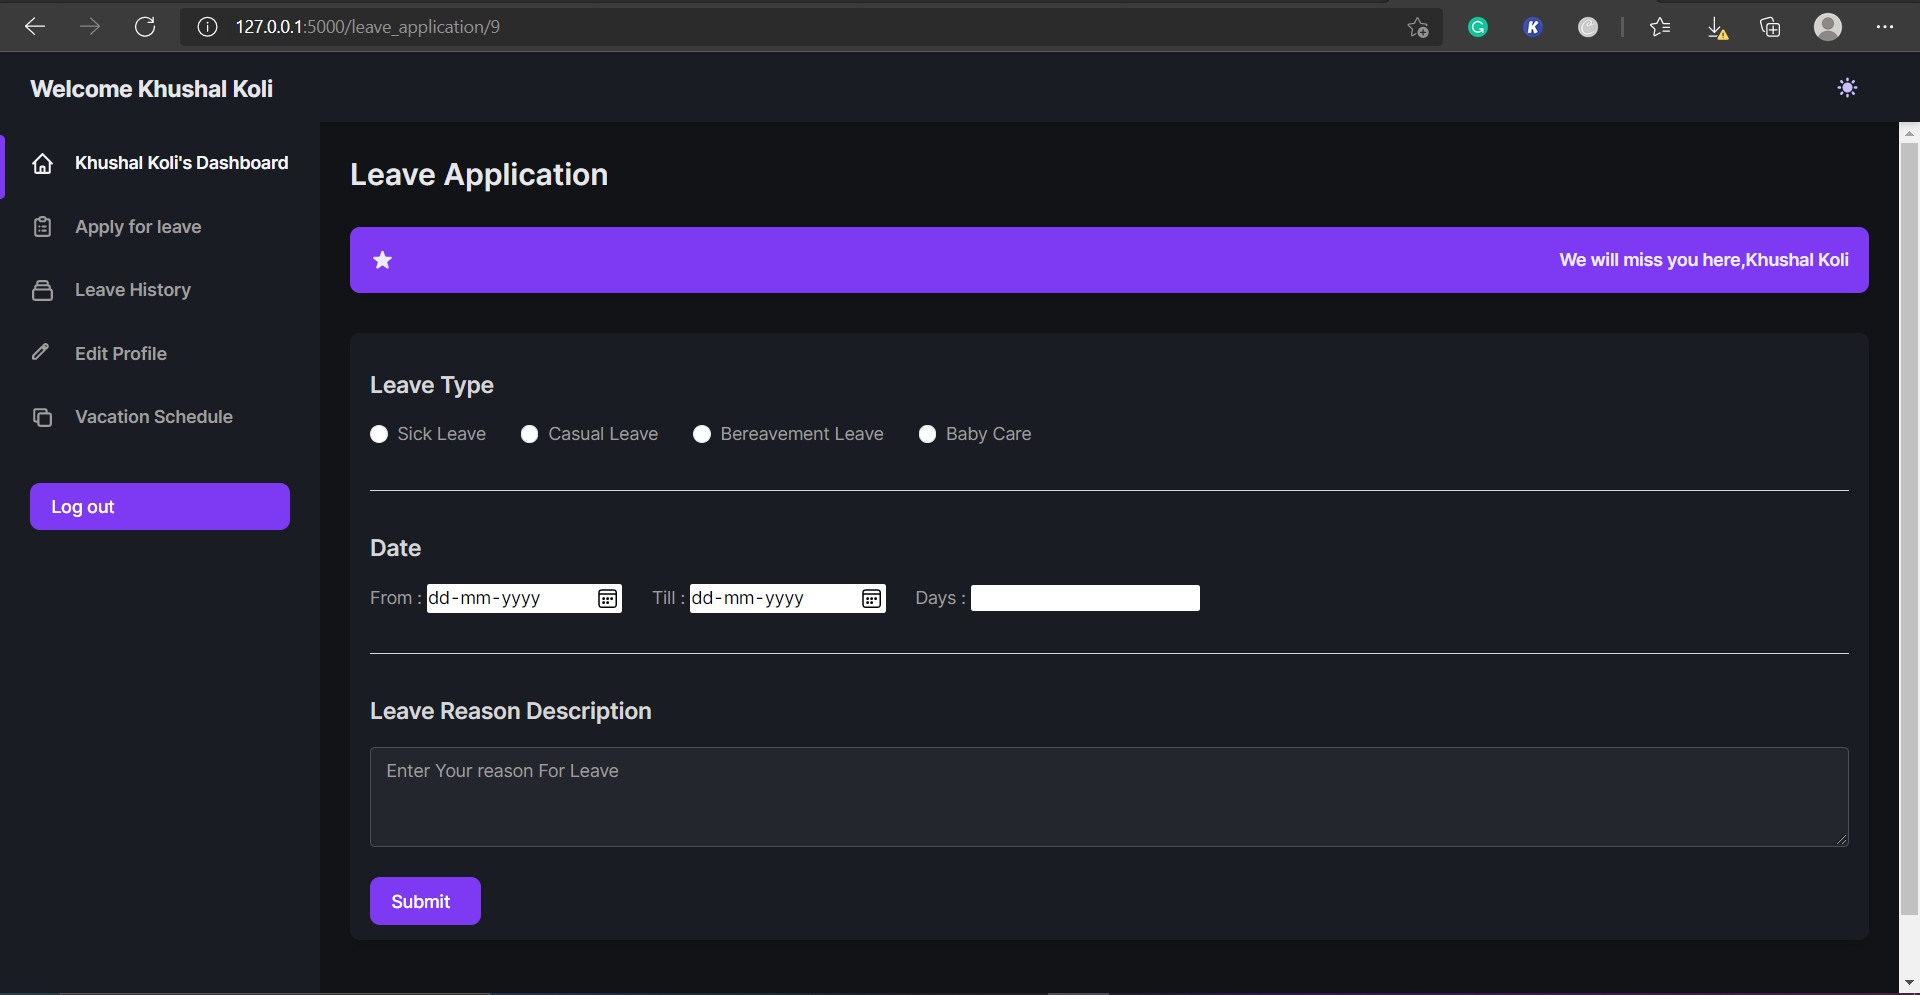 127.0.0.1:5000/leave_application/9
Welcome Khushal Koli
Khushal Koli's Dashboard
Apply for leave
Leave History
Edit Profile
Vacation Schedule
Log out
Leave Application
We will miss you here,Khushal Koli
Leave Type
Sick Leave Casual Leave Bereavement Leave Baby Care
Date
From : dd-mm-yyyy Till : dd-mm-yyyy Days :
Leave Reason Description
Enter Your reason For Leave
Submit